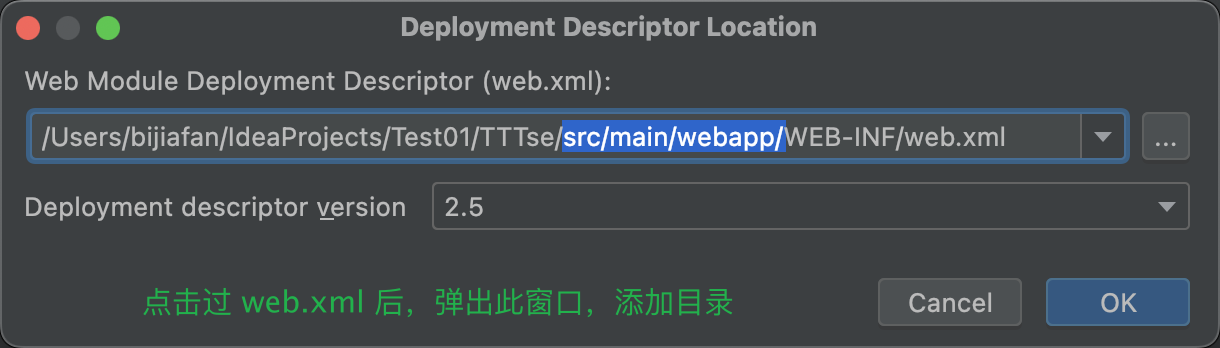 Deployment Descriptor Location
Web Module Deployment Descriptor (web.xml):
/Users/bijiafan/IdeaProjects/Test01/TTTse/src/main/webapp/WEB-INF/web.xml
...
Deployment descriptor version 2.5
点击过 web.xml 后，弹出此窗口，添加目录
Cancel OK